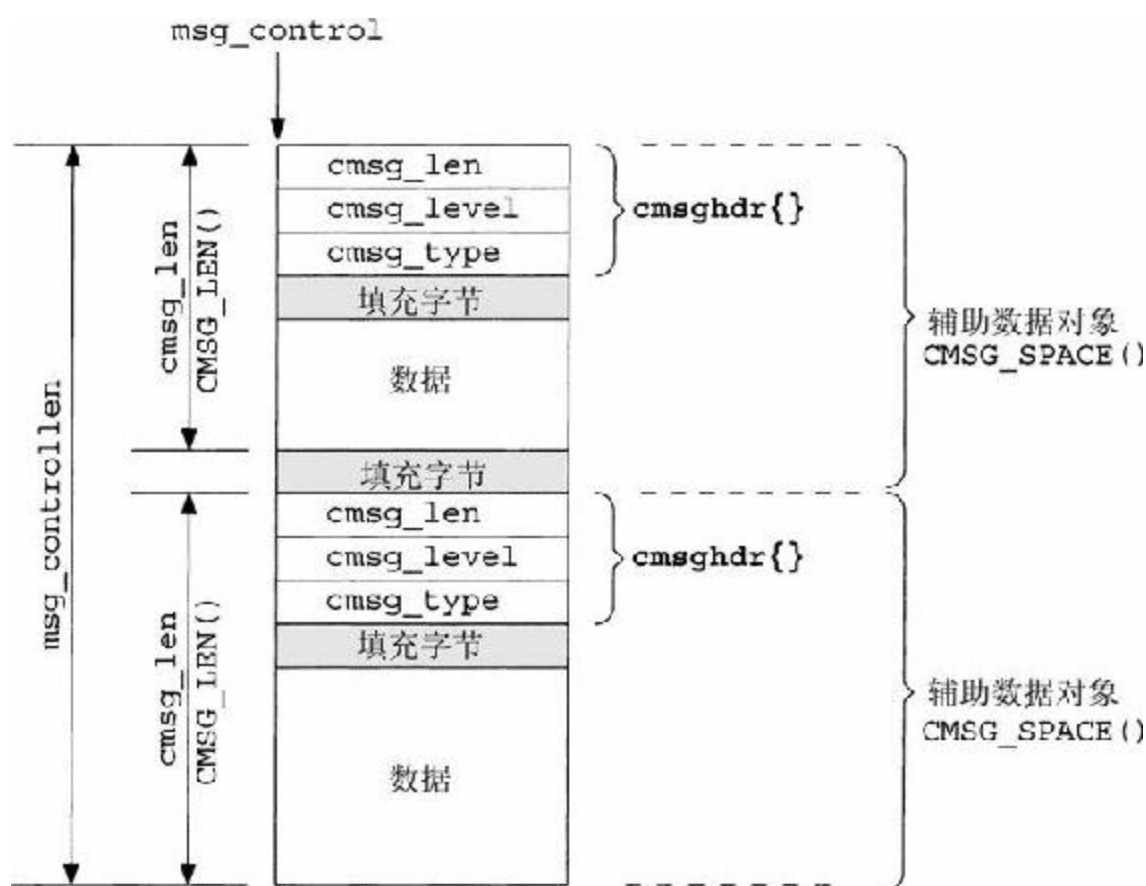 msg_control
cmsg_len
cmsg_level
cmsg_type
cmsghdr{}
填充字节
数据
cmsg_len
CMSG_LEN()
辅助数据对象
CMSG_SPACE()
填充字节
msg_controllen
cmsg_len
cmsg_level
cmsg_type
cmsghdr{}
填充字节
数据
cmsg_len
CMSG_LEN()
辅助数据对象
CMSG_SPACE()